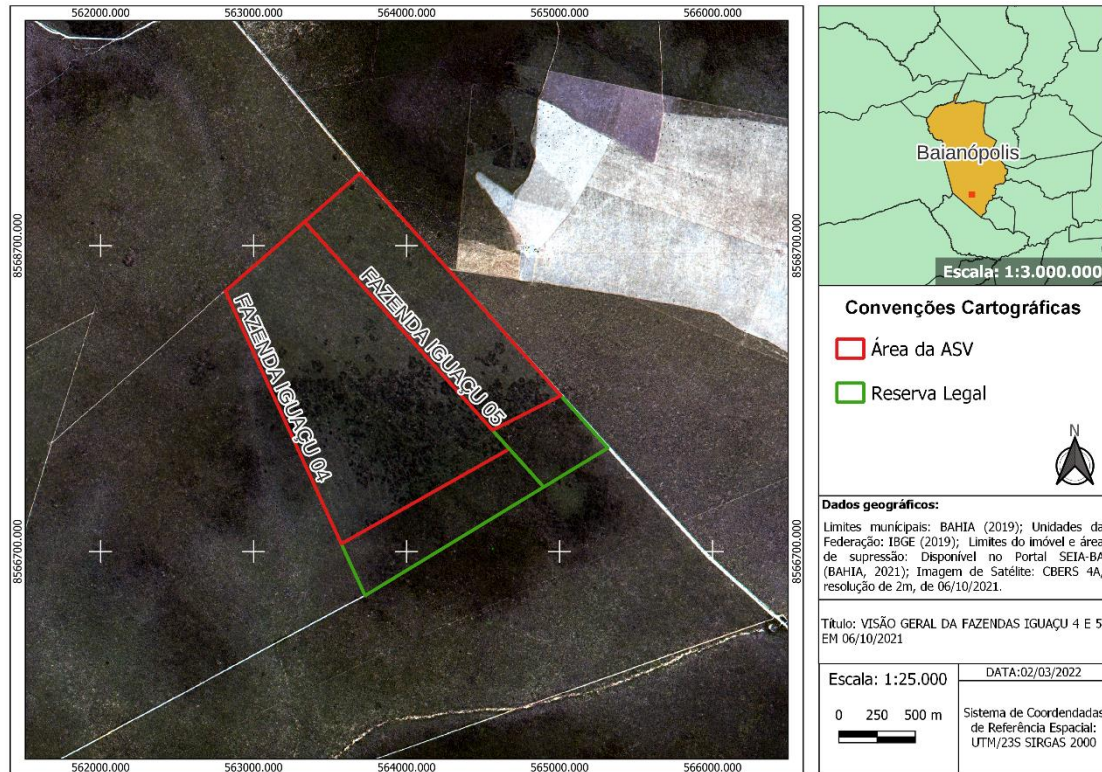 562000.000 563000.000 564000.000 565000.000 566000.000
8568700.000
8568700.000
FAZENDA IGUAÇU 05
FAZENDA IGUAÇU 04
8566700.000
8566700.000
562000.000 563000.000 564000.000 565000.000 566000.000
Baianópolis
Escala: 1:3.000.000
Convenções Cartográficas
Área da ASV
Reserva Legal
N
Dados geográficos:
Limites municipais: BAHIA (2019); Unidades da
Federação: IBGE (2019); Limites do imóvel e área
de supressão: Disponível no Portal SEIA-BA
(BAHIA, 2021); Imagem de Satélite: CBERS 4A,
resolução de 2m, de 06/10/2021.
Título: VISÃO GERAL DA FAZENDAS IGUAÇU 4 E 5
EM 06/10/2021
Escala: 1:25.000
0 250 500 m
DATA:02/03/2022
Sistema de Coordendadas
de Referência Espacial:
UTM/23S SIRGAS 2000